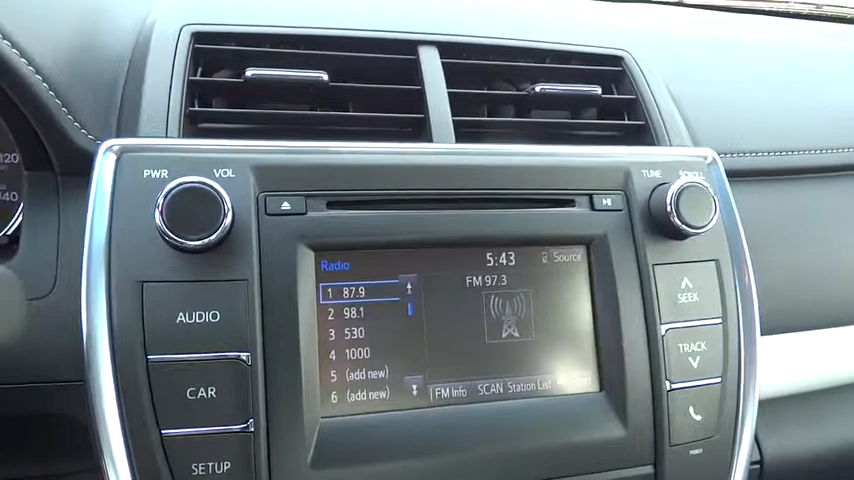 PWR VOL
TUNE SCROLL
120
140
Radio 5:43 Source
FM 97.3
1 87.9
2 98.1
3 530
4 1000
5 (add new)
6 (add new)
FM Info SCAN Station List
AUDIO
CAR
SETUP
SEEK
TRACK